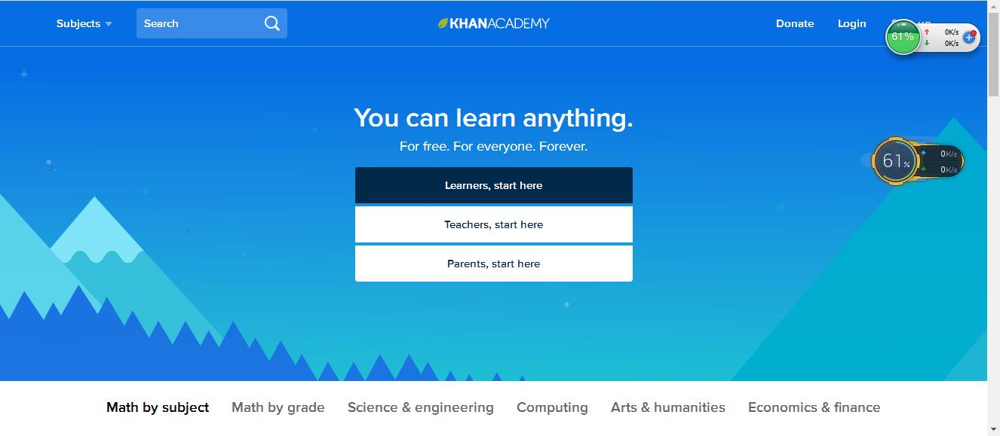 Subjects
Search
KHANACADEMY
Donate
Login
61%
0K/s
0K/s
You can learn anything.
For free. For everyone. Forever.
61%
0K/s
0K/s
Learners, start here
Teachers, start here
Parents, start here
Math by subject
Math by grade
Science & engineering
Computing
Arts & humanities
Economics & finance